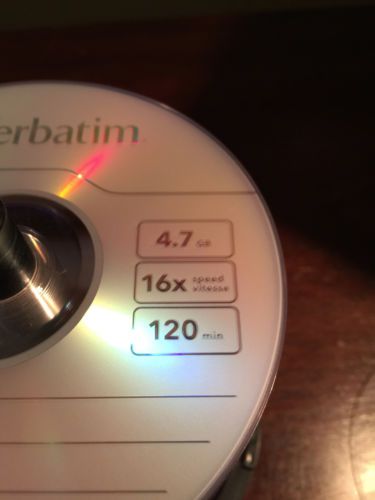 erbatim
4.7 GB
16x speed
vitesse
120 min